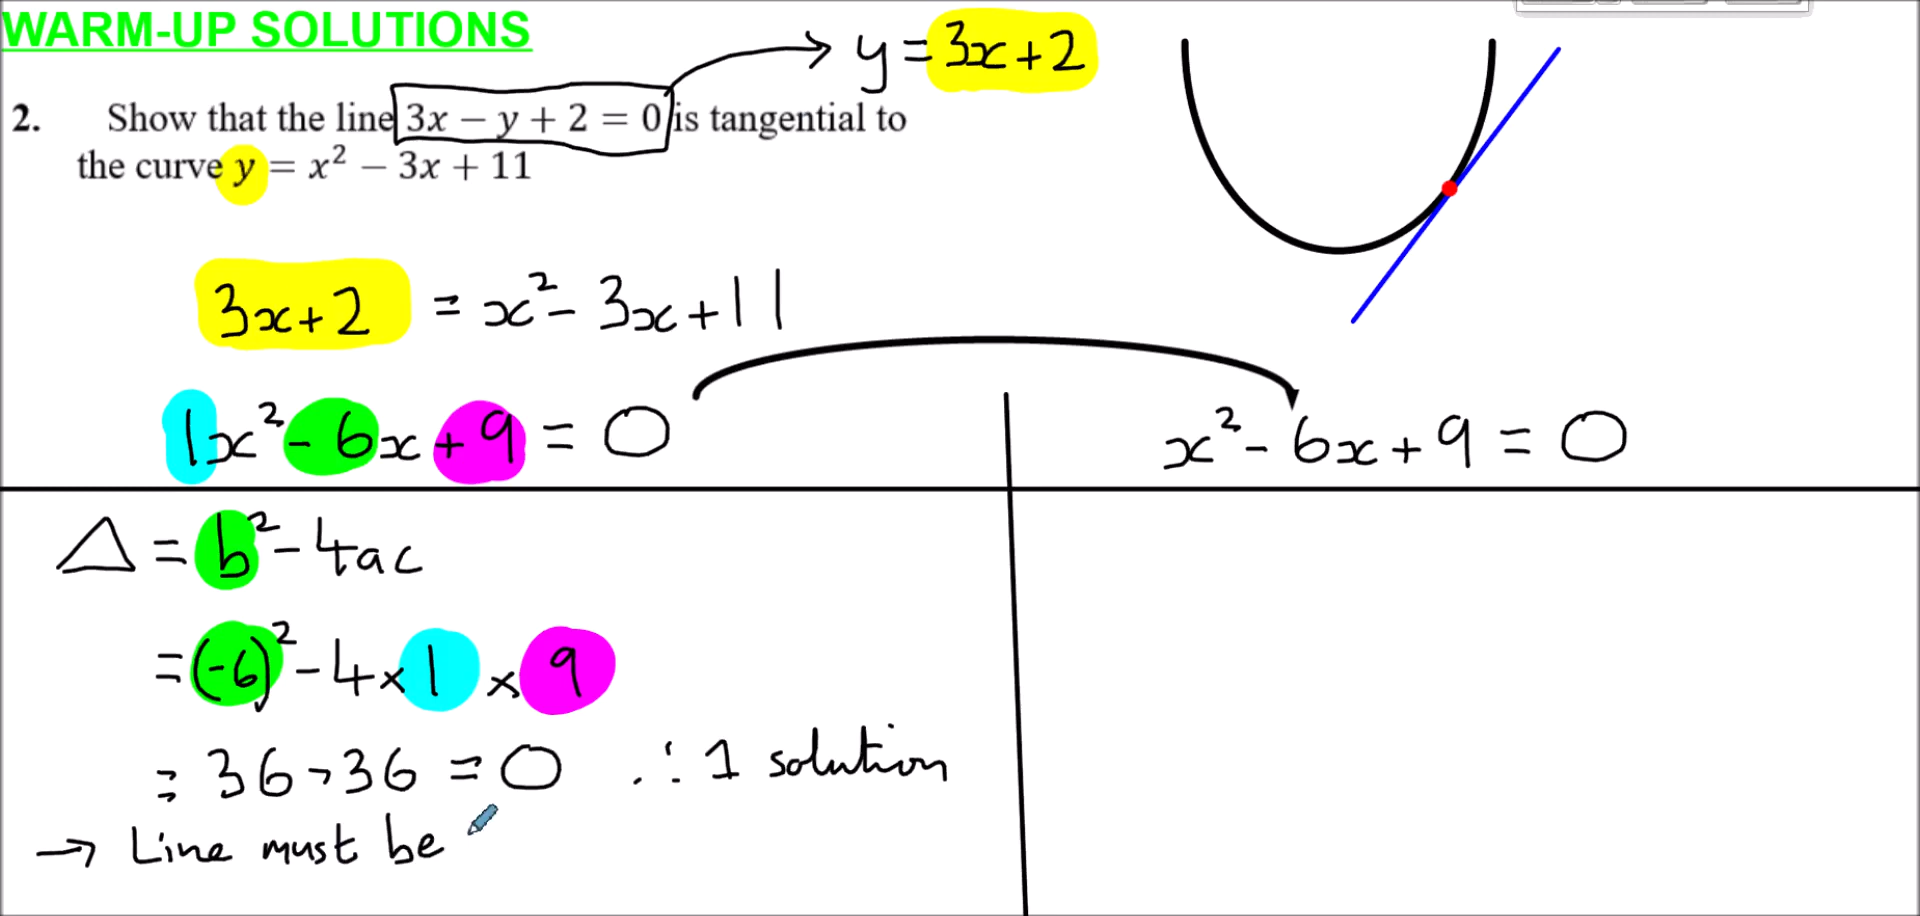 WARM-UP SOLUTIONS
y = 3x + 2
2. Show that the line 3x − y + 2 = 0 is tangential to
the curve y = x² − 3x + 11
3x + 2 = x² - 3x + 11
1x² - 6x + 9 = 0
x² - 6x + 9 = 0
△ = b² - 4ac
= (-6)² - 4 × 1 × 9
= 36 - 36 = 0 ∴ 1 solution
→ Line must be